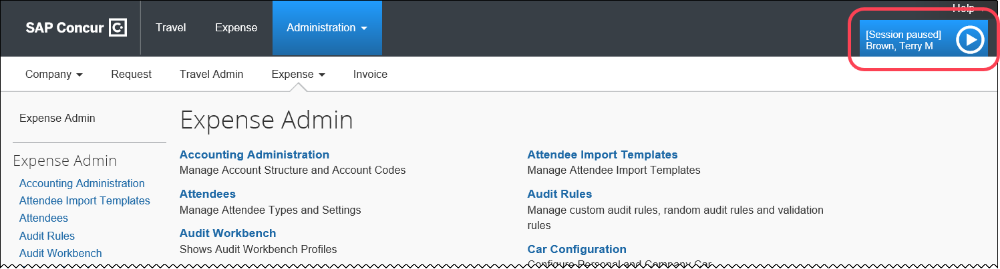 Help
SAP Concur C
Travel
Expense
Administration
[Session paused]
Brown, Terry M
Company
Request
Travel Admin
Expense
Invoice
Expense Admin
Expense Admin
Accounting Administration
Attendee Import Templates
Attendees
Audit Rules
Audit Workbench
Expense Admin
Accounting Administration
Manage Account Structure and Account Codes
Attendees
Manage Attendee Types and Settings
Audit Workbench
Shows Audit Workbench Profiles
Attendee Import Templates
Manage Attendee Import Templates
Audit Rules
Manage custom audit rules, random audit rules and validation
rules
Car Configuration
Configure Personal and Company Car